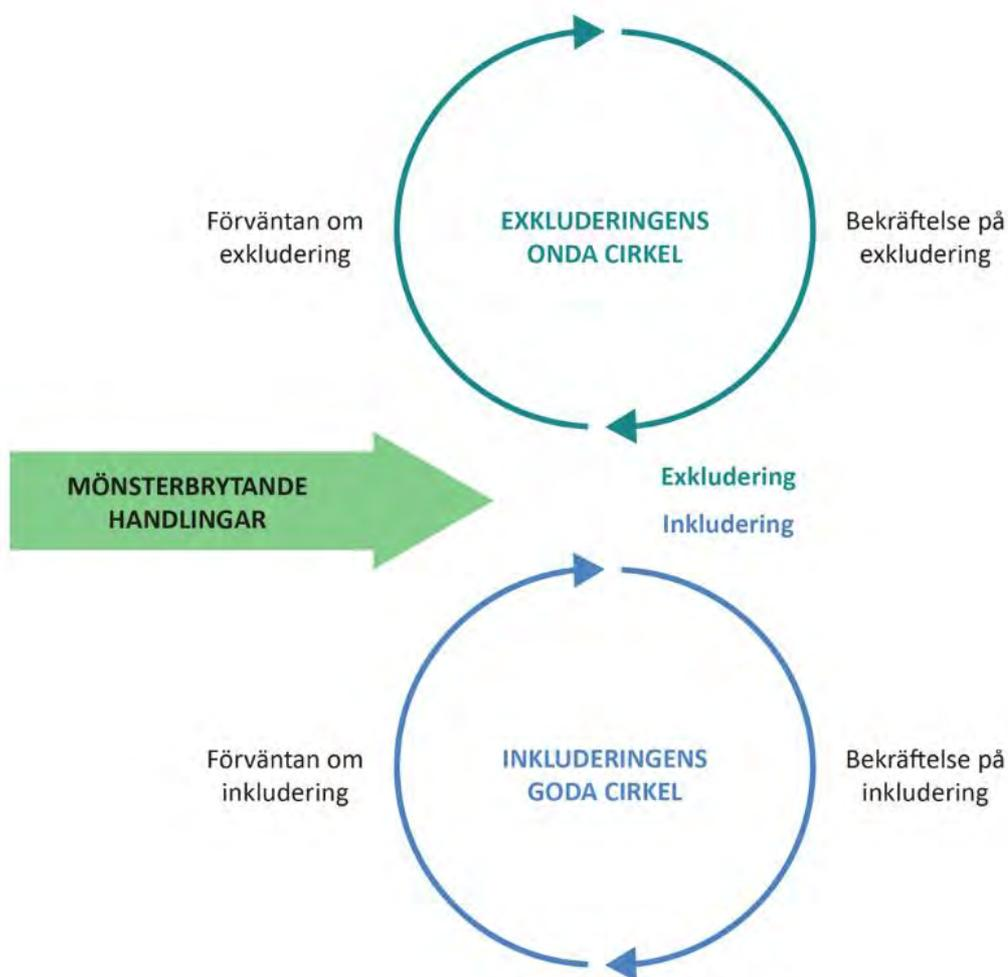 Förväntan om
exkludering
EXKLUDERINGENS
ONDA CIRKEL
Bekräftelse på
exkludering
MÖNSTERBRYTANDE
HANDLINGAR
Exkludering
Inkludering
Förväntan om
inkludering
INKLUDERINGENS
GODA CIRKEL
Bekräftelse på
inkludering